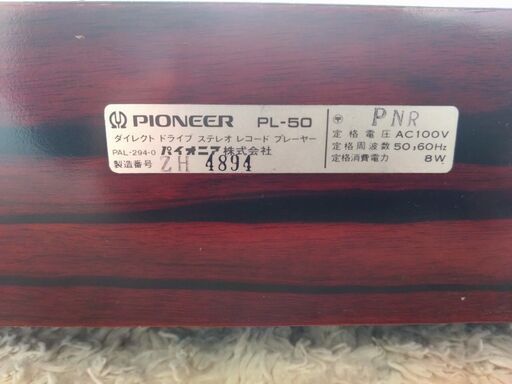 PIONEER PL-50
ダイレクト ドライブ ステレオ レコード プレーヤー
PAL-294-0 パイオニア株式会社
製造番号 ZH 4894
〒 PNR
定格電圧 AC100V
定格周波数 50,60Hz
定格消費電力 8W